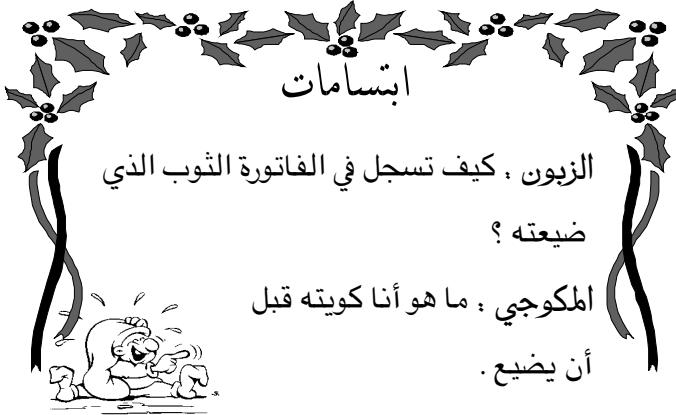 ابتسامات
الزبون : كيف تسجل في الفاتورة الثوب الذي
ضيعته ؟
المكوجي : ما هو أنا كويته قبل
أن يضيع .